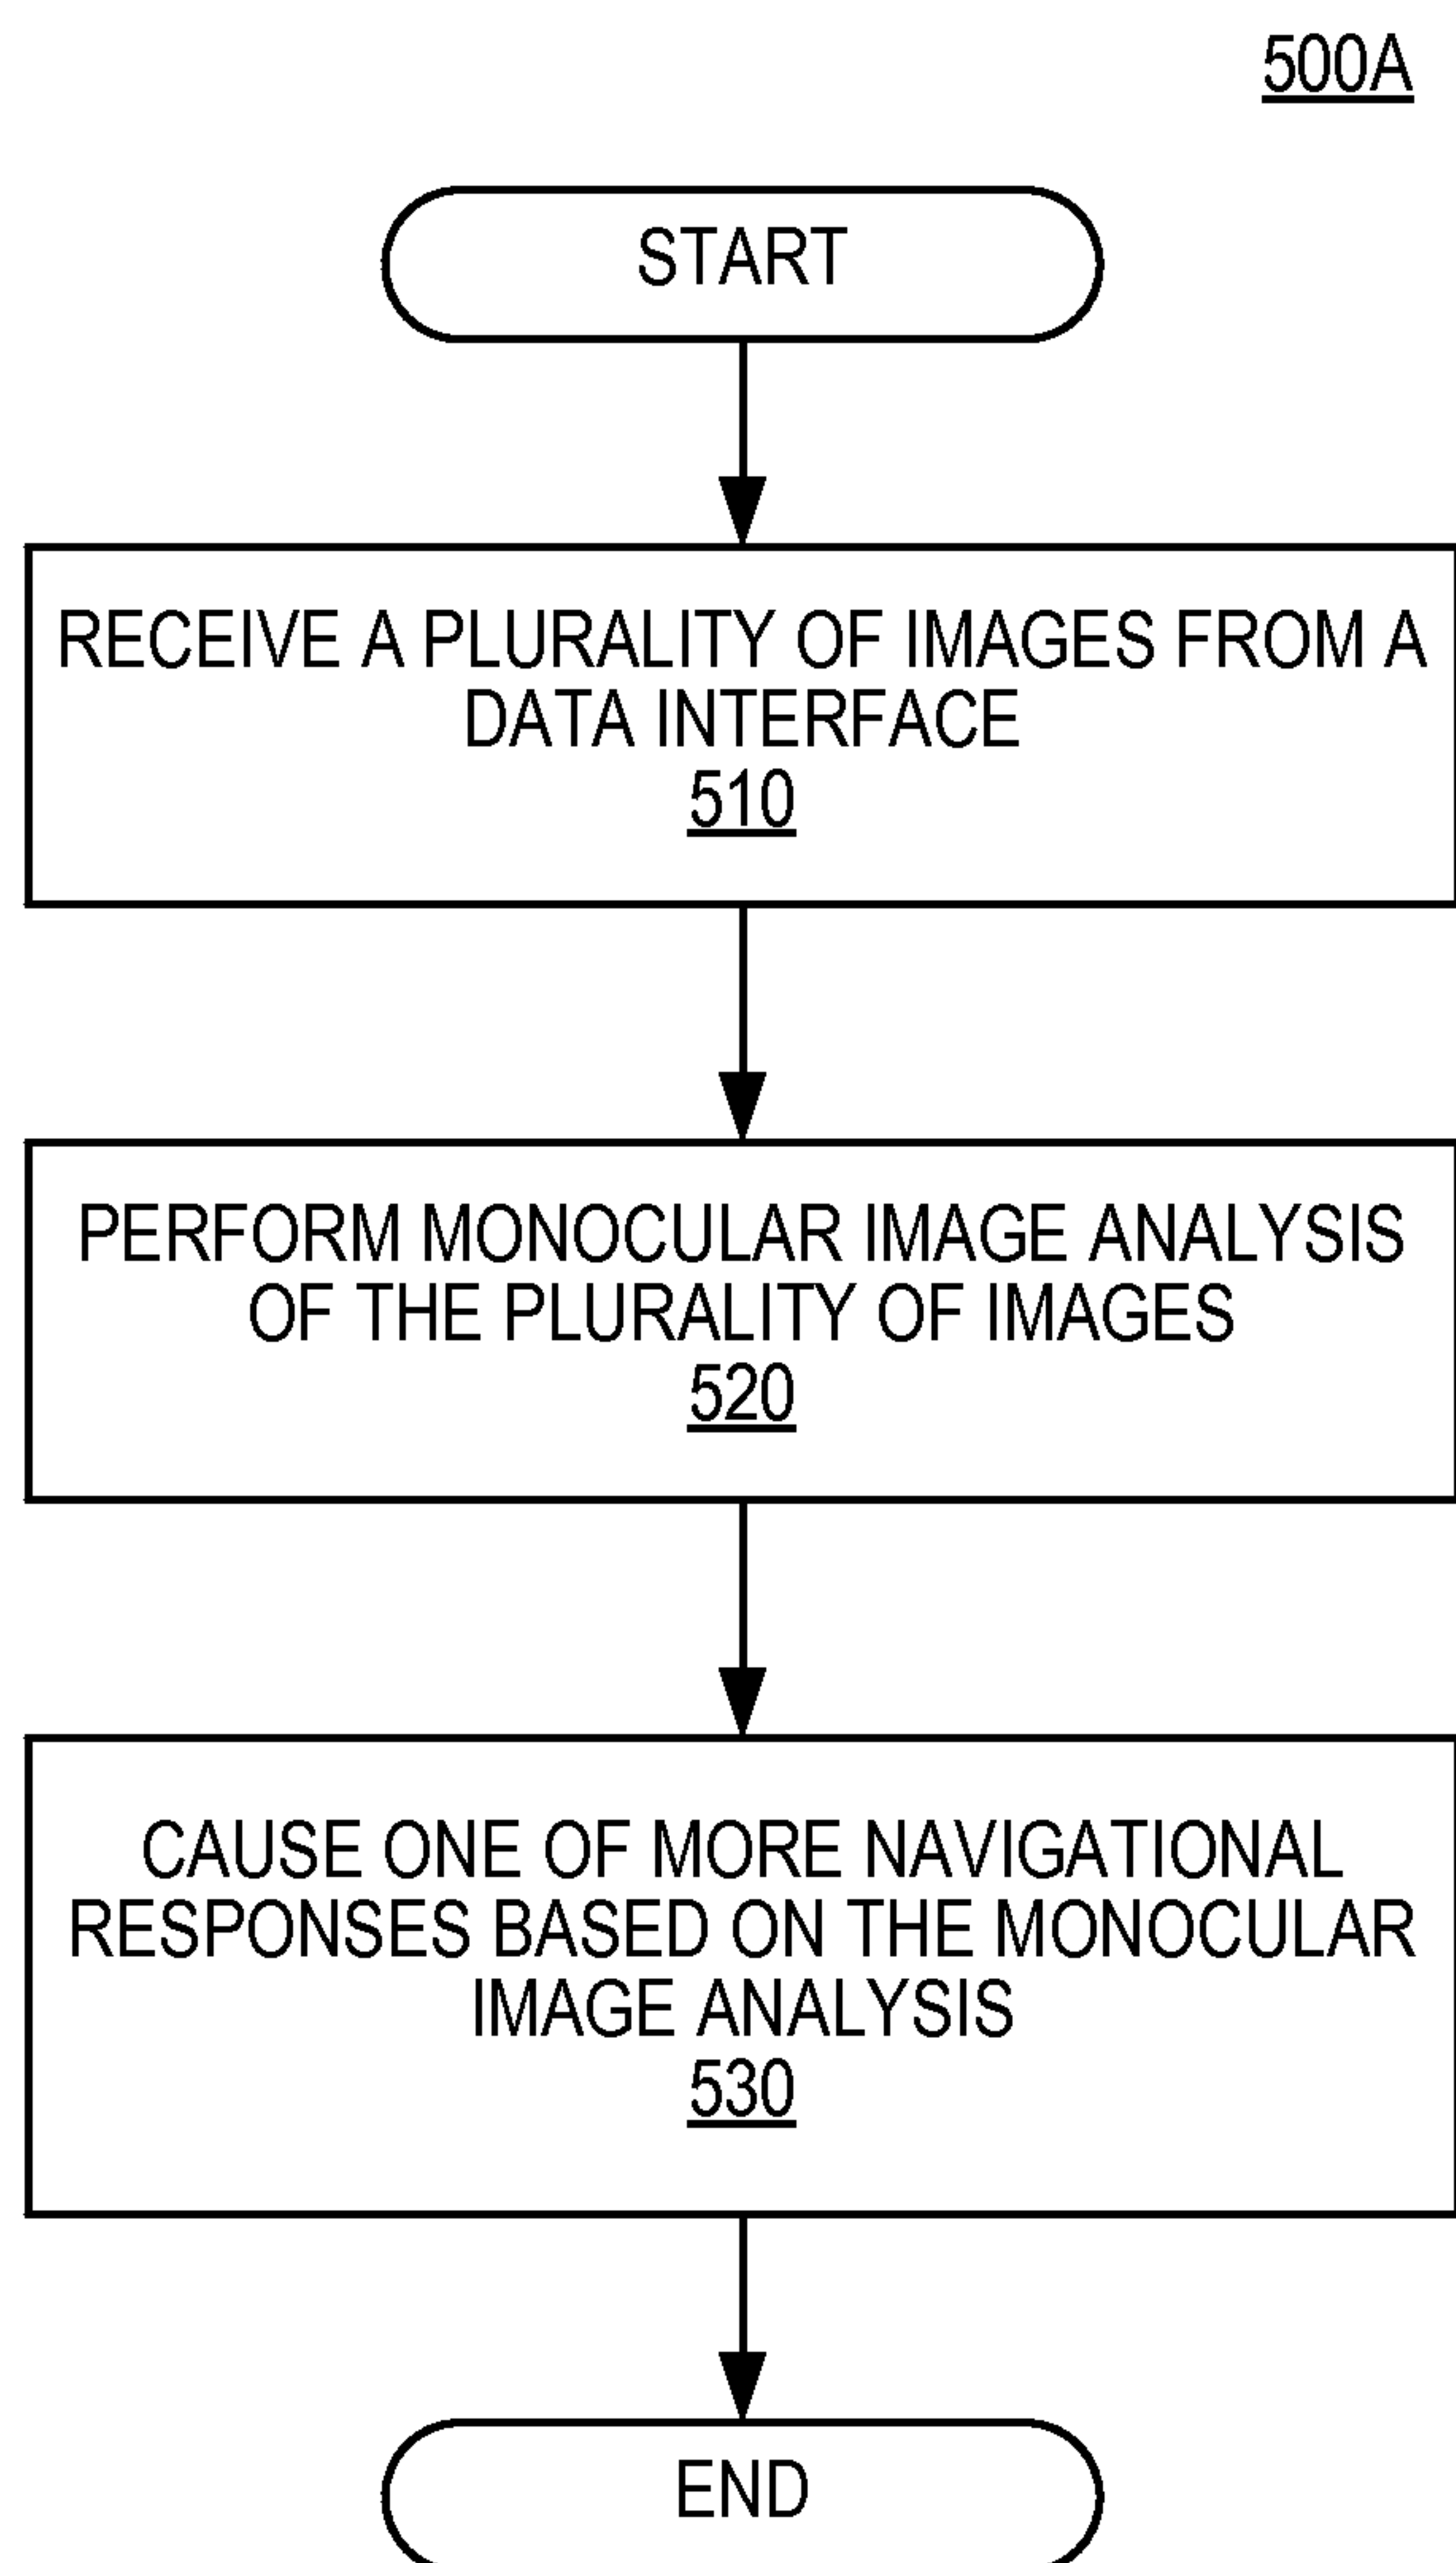 500A
START
RECEIVE A PLURALITY OF IMAGES FROM A
DATA INTERFACE
510
PERFORM MONOCULAR IMAGE ANALYSIS
OF THE PLURALITY OF IMAGES
520
CAUSE ONE OF MORE NAVIGATIONAL
RESPONSES BASED ON THE MONOCULAR
IMAGE ANALYSIS
530
END